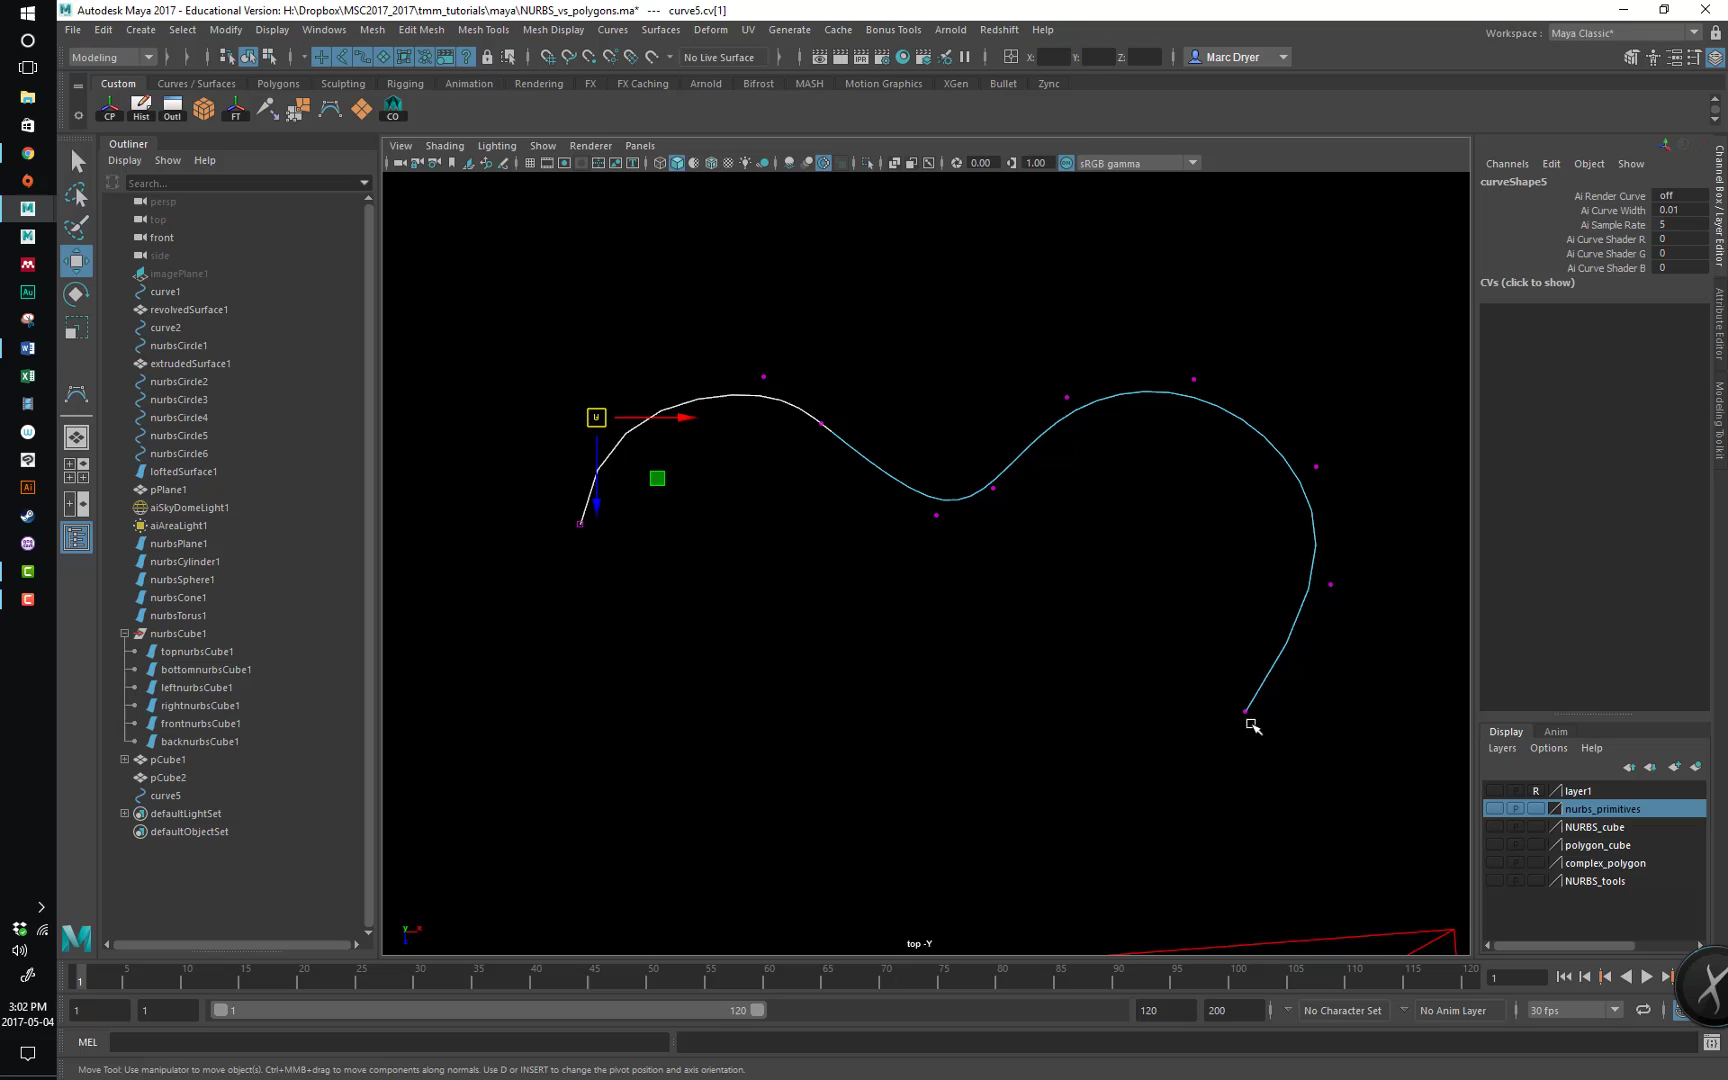 Autodesk Maya 2017 - Educational Version: H:\Dropbox\MSC2017_2017\tmm_tutorials\maya\NURBS_vs_polygons.ma* --- curve5.cv[1]
File Edit Create Select Modify Display Windows Mesh Edit Mesh Mesh Tools Mesh Display Curves Surfaces Deform UV Generate Cache Bonus Tools Arnold Redshift Help
Workspace: Maya Classic*
Modeling No Live Surface X: Y: Z: Marc Dryer
Custom Curves / Surfaces Polygons Sculpting Rigging Animation Rendering FX FX Caching Arnold Bifrost MASH Motion Graphics XGen Bullet Zync
CP Hist Outl FT CO
Outliner
Display Show Help
Search...
persp
top
front
side
imagePlane1
curve1
revolvedSurface1
curve2
nurbsCircle1
extrudedSurface1
nurbsCircle2
nurbsCircle3
nurbsCircle4
nurbsCircle5
nurbsCircle6
loftedSurface1
pPlane1
aiSkyDomeLight1
aiAreaLight1
nurbsPlane1
nurbsCylinder1
nurbsSphere1
nurbsCone1
nurbsTorus1
nurbsCube1
topnurbsCube1
bottomnurbsCube1
leftnurbsCube1
rightnurbsCube1
frontnurbsCube1
backnurbsCube1
pCube1
pCube2
curve5
defaultLightSet
defaultObjectSet
View Shading Lighting Show Renderer Panels
0.00 1.00 sRGB gamma
top -Y
Channels Edit Object Show
curveShape5
Ai Render Curve off
Ai Curve Width 0.01
Ai Sample Rate 5
Ai Curve Shader R 0
Ai Curve Shader G 0
Ai Curve Shader B 0
CVs (click to show)
Channel Box / Layer Editor
Attribute Editor
Modeling Toolkit
Display Anim
Layers Options Help
R layer1
P nurbs_primitives
NURBS_cube
polygon_cube
complex_polygon
NURBS_tools
1 5 10 15 20 25 30 35 40 45 50 55 60 65 70 75 80 85 90 95 100 105 110 115 120 1
1 1 1 120 120 200 No Character Set No Anim Layer 30 fps
MEL
Move Tool: Use manipulator to move object(s). Ctrl+MMB+drag to move components along normals. Use D or INSERT to change the pivot position and axis orientation.
3:02 PM
2017-05-04